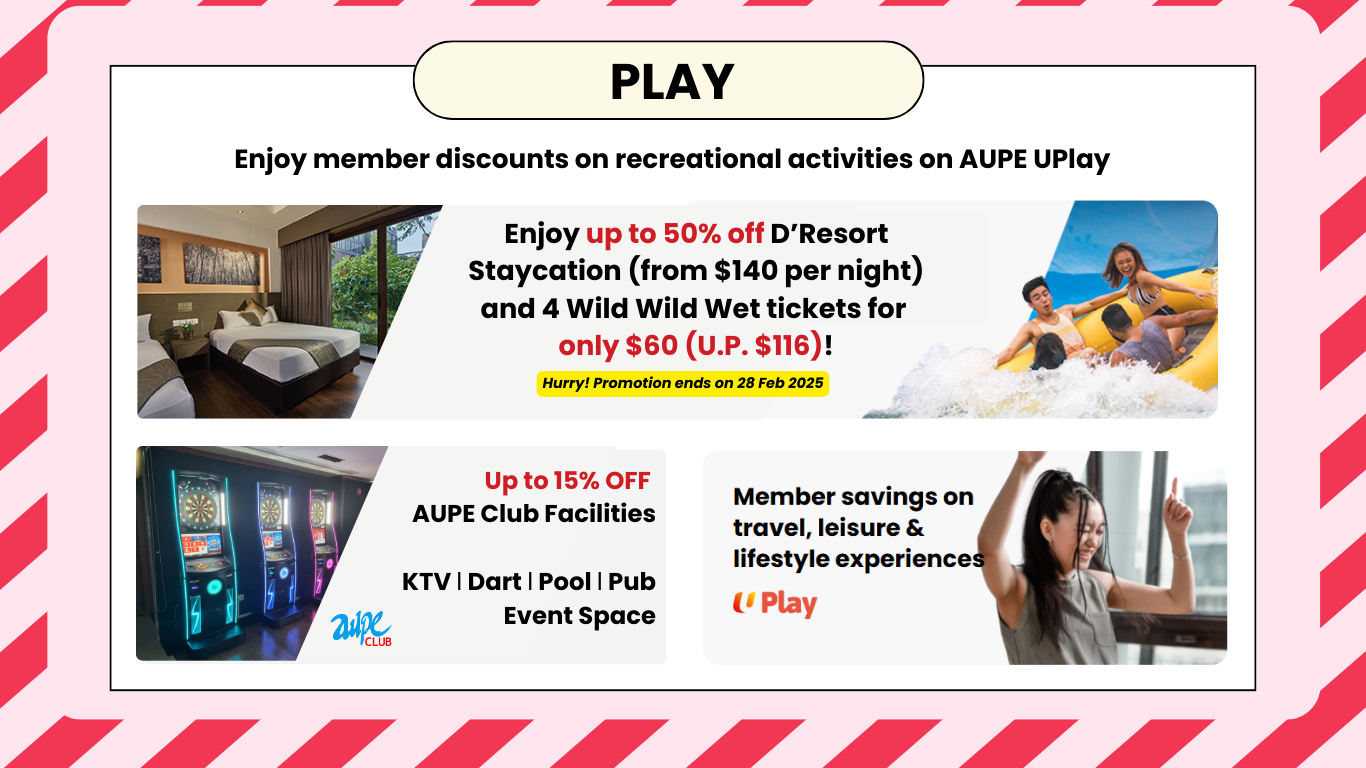 PLAY
Enjoy member discounts on recreational activities on AUPE UPlay
Enjoy up to 50% off D’Resort
Staycation (from $140 per night)
and 4 Wild Wild Wet tickets for
only $60 (U.P. $116)!
Hurry! Promotion ends on 28 Feb 2025
Up to 15% OFF
AUPE Club Facilities
KTV | Dart | Pool | Pub
Event Space
aupe
CLUB
Member savings on
travel, leisure &
lifestyle experiences
U Play